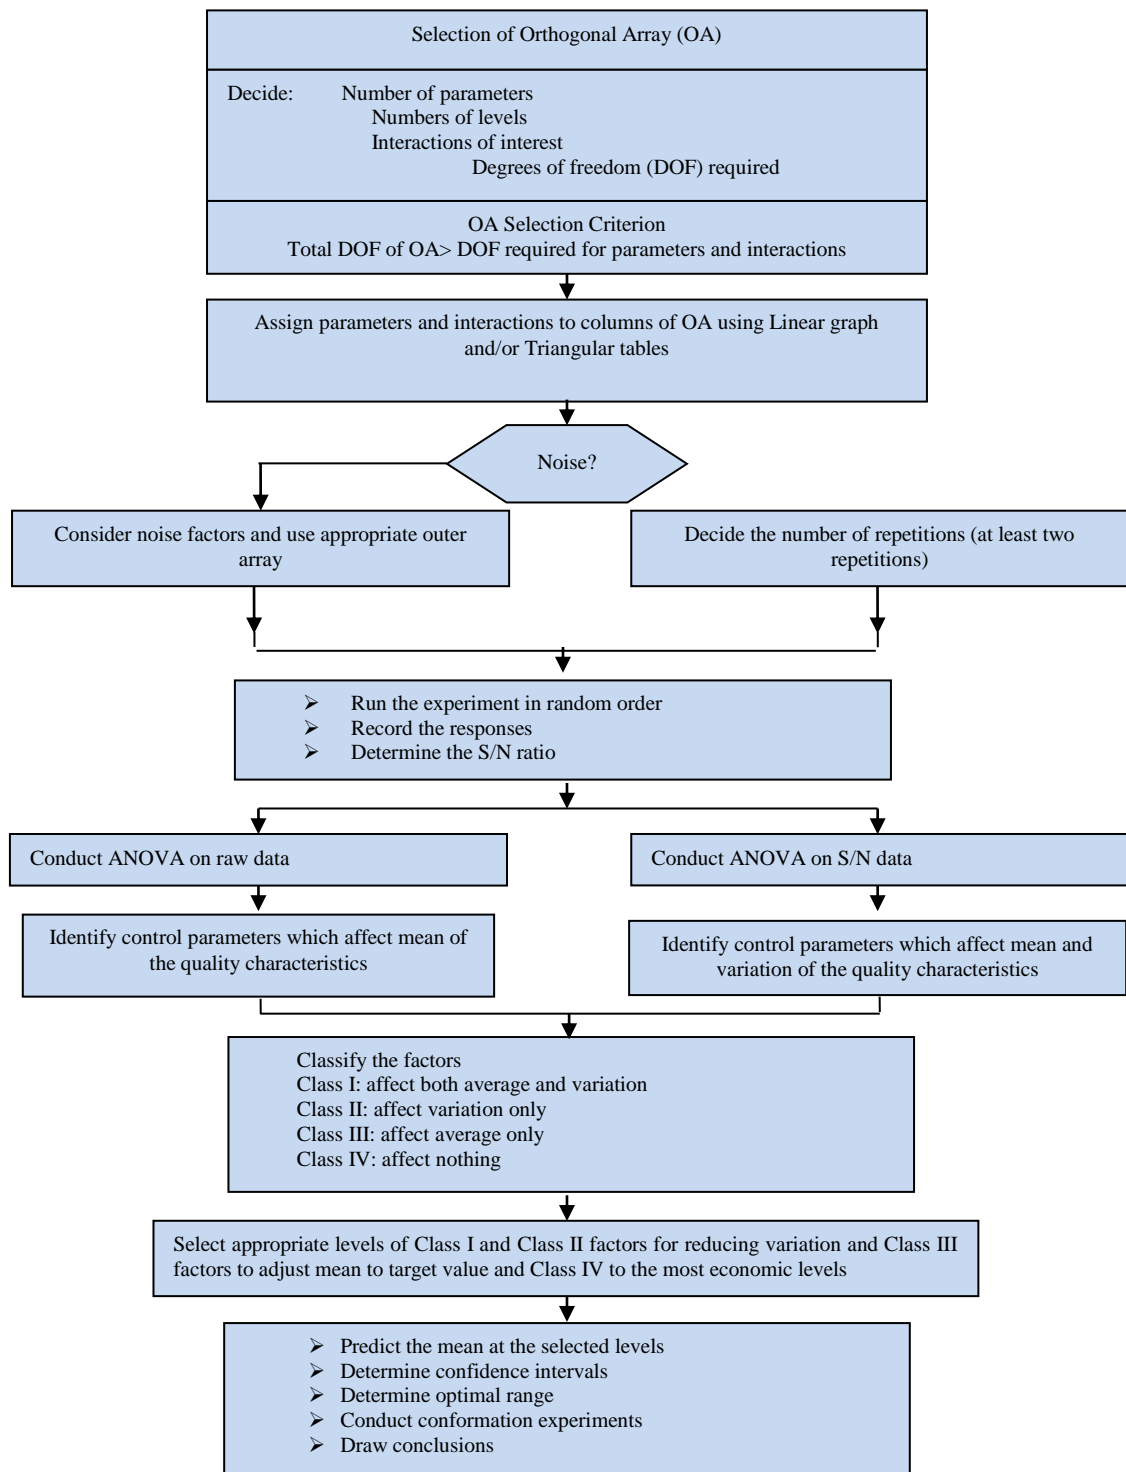 Selection of Orthogonal Array (OA)
Decide: Number of parameters
Numbers of levels
Interactions of interest
Degrees of freedom (DOF) required
OA Selection Criterion
Total DOF of OA> DOF required for parameters and interactions
Assign parameters and interactions to columns of OA using Linear graph
and/or Triangular tables
Noise?
Consider noise factors and use appropriate outer
array
Decide the number of repetitions (at least two
repetitions)
➢ Run the experiment in random order
➢ Record the responses
➢ Determine the S/N ratio
Conduct ANOVA on raw data
Conduct ANOVA on S/N data
Identify control parameters which affect mean of
the quality characteristics
Identify control parameters which affect mean and
variation of the quality characteristics
Classify the factors
Class I: affect both average and variation
Class II: affect variation only
Class III: affect average only
Class IV: affect nothing
Select appropriate levels of Class I and Class II factors for reducing variation and Class III
factors to adjust mean to target value and Class IV to the most economic levels
➢ Predict the mean at the selected levels
➢ Determine confidence intervals
➢ Determine optimal range
➢ Conduct conformation experiments
➢ Draw conclusions